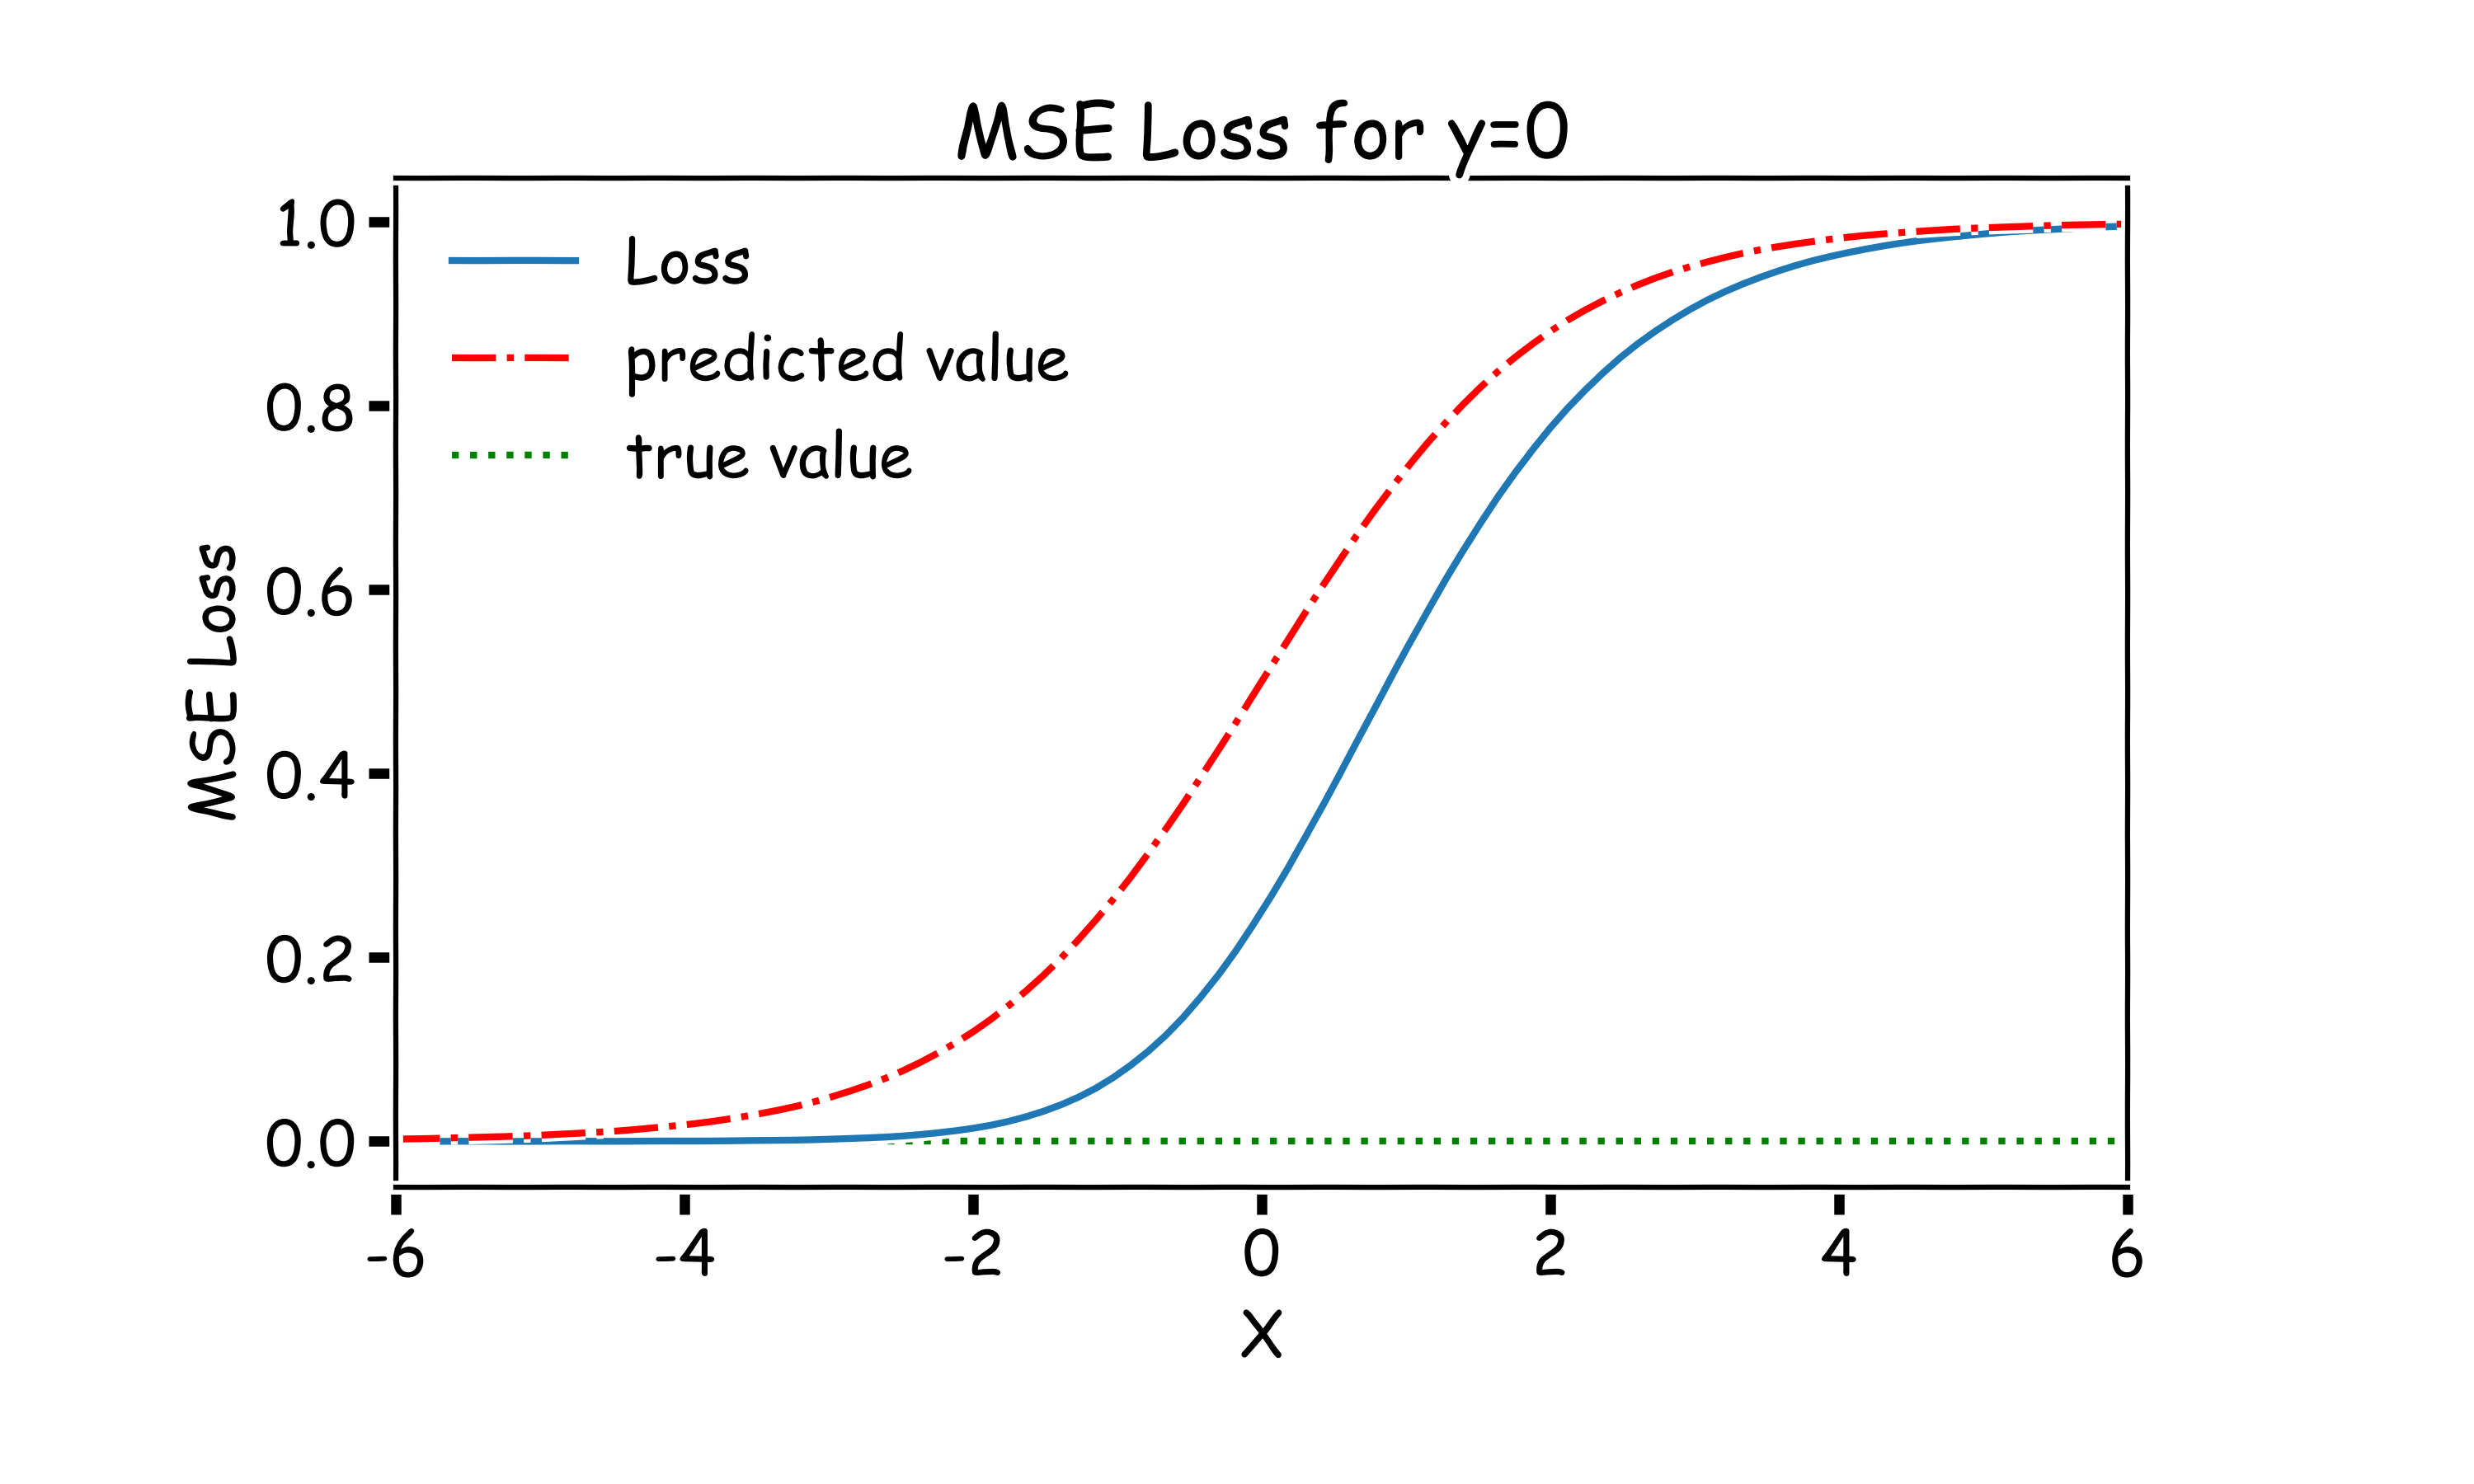 MSE Loss for y=0
Loss
predicted value
true value
MSE Loss
1.0
0.8
0.6
0.4
0.2
0.0
-6 -4 -2 0 2 4 6
X